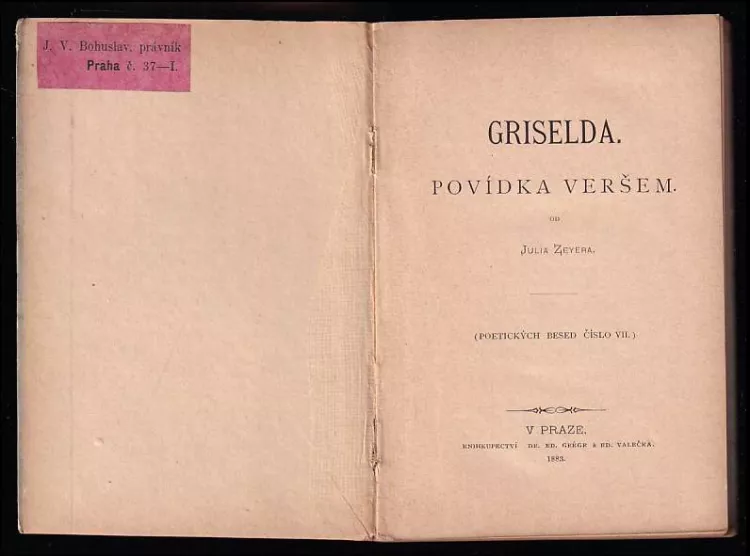 J. V. Bohuslav, právník
Praha č. 37—I.
GRISELDA.
POVÍDKA VERŠEM.
OD
JULIA ZEYERA.
(POETICKÝCH BESED ČÍSLO VII.)
V PRAZE.
KNIHKUPECTVÍ DR. ED. GRÉGR & ED. VALEČKA.
1883.